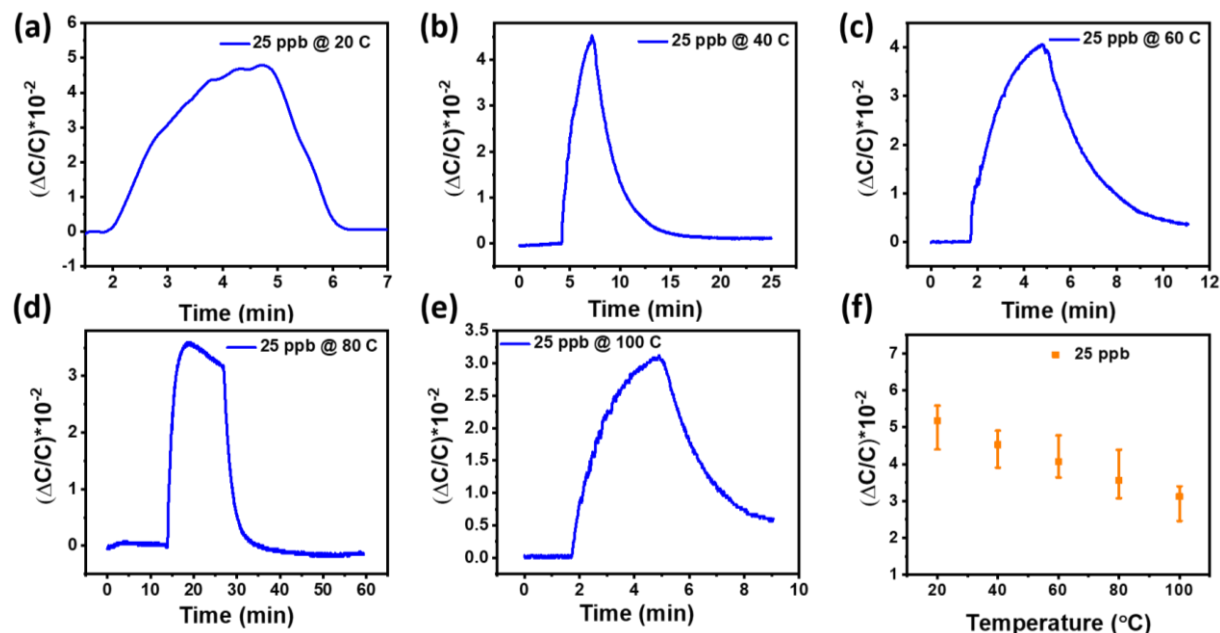 (a)
25 ppb @ 20 C
(ΔC/C)*10-2
6
5
4
3
2
1
0
-1
2 3 4 5 6 7
Time (min)
(b)
25 ppb @ 40 C
(ΔC/C)*10-2
4
3
2
1
0
0 5 10 15 20 25
Time (min)
(c)
25 ppb @ 60 C
(ΔC/C)*10-2
4
3
2
1
0
0 2 4 6 8 10 12
Time (min)
(d)
25 ppb @ 80 C
(ΔC/C)*10-2
3
2
1
0
0 10 20 30 40 50 60
Time (min)
(e)
25 ppb @ 100 C
(ΔC/C)*10-2
3.5
3.0
2.5
2.0
1.5
1.0
0.5
0.0
0 2 4 6 8 10
Time (min)
(f)
25 ppb
(ΔC/C)*10-2
7
6
5
4
3
2
1
20 40 60 80 100
Temperature (°C)